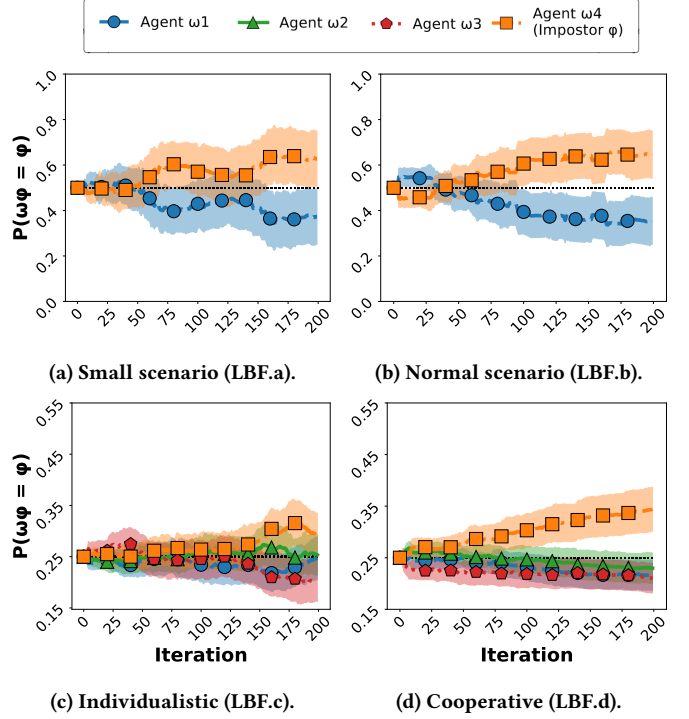 Agent ω1
Agent ω2
Agent ω3
Agent ω4
(Impostor φ)
P(ωφ = φ)
1.0
0.8
0.6
0.4
0.2
0.0
0 25 50 75 100 125 150 175 200
1.0
0.8
0.6
0.4
0.2
0.0
0 25 50 75 100 125 150 175 200
(a) Small scenario (LBF.a).
(b) Normal scenario (LBF.b).
P(ωφ = φ)
0.55
0.45
0.35
0.25
0.15
0 25 50 75 100 125 150 175 200
Iteration
0.55
0.45
0.35
0.25
0.15
0 25 50 75 100 125 150 175 200
Iteration
(c) Individualistic (LBF.c).
(d) Cooperative (LBF.d).